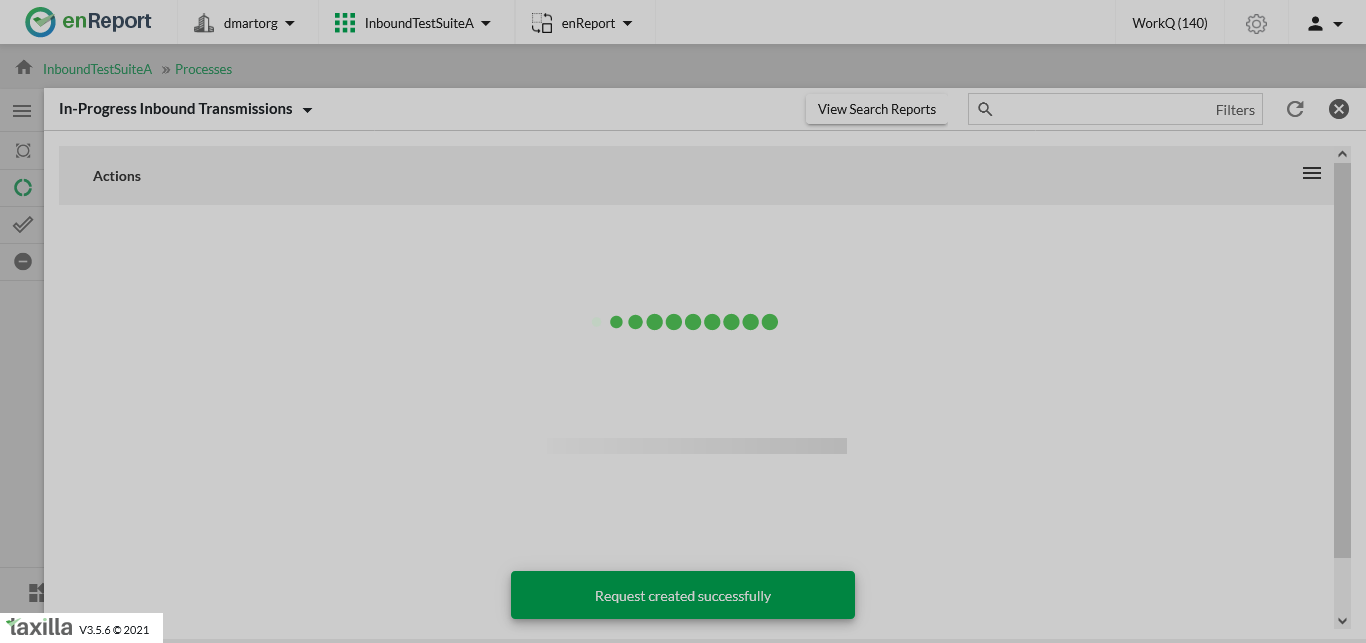 enReport
dmartorg
InboundTestSuiteA
enReport
WorkQ (140)
InboundTestSuiteA » Processes
In-Progress Inbound Transmissions
View Search Reports
Filters
Actions
Request created successfully
taxilla V3.5.6 © 2021